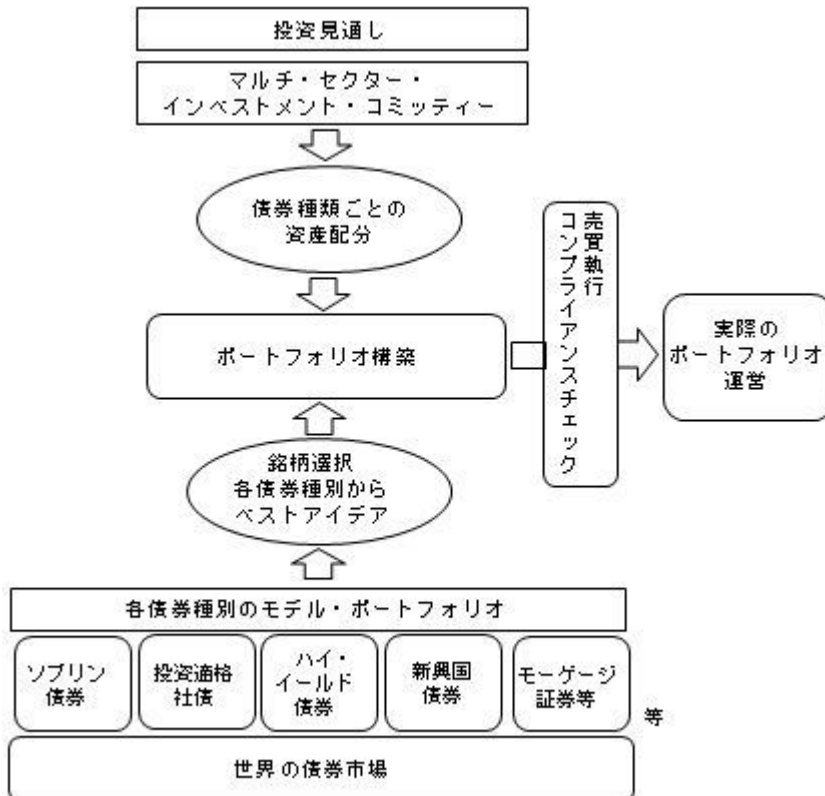 投資見通し
マルチ・セクター・
インベストメント・コミッティー
債券種類ごとの
資産配分
ポートフォリオ構築
売買執行
コンプライアンスチェック
実際の
ポートフォリオ
運営
銘柄選択
各債券種別から
ベストアイデア
各債券種別のモデル・ポートフォリオ
ソブリン
債券
投資適格
社債
ハイ・
イールド
債券
新興国
債券
モーゲージ
証券等
等
世界の債券市場